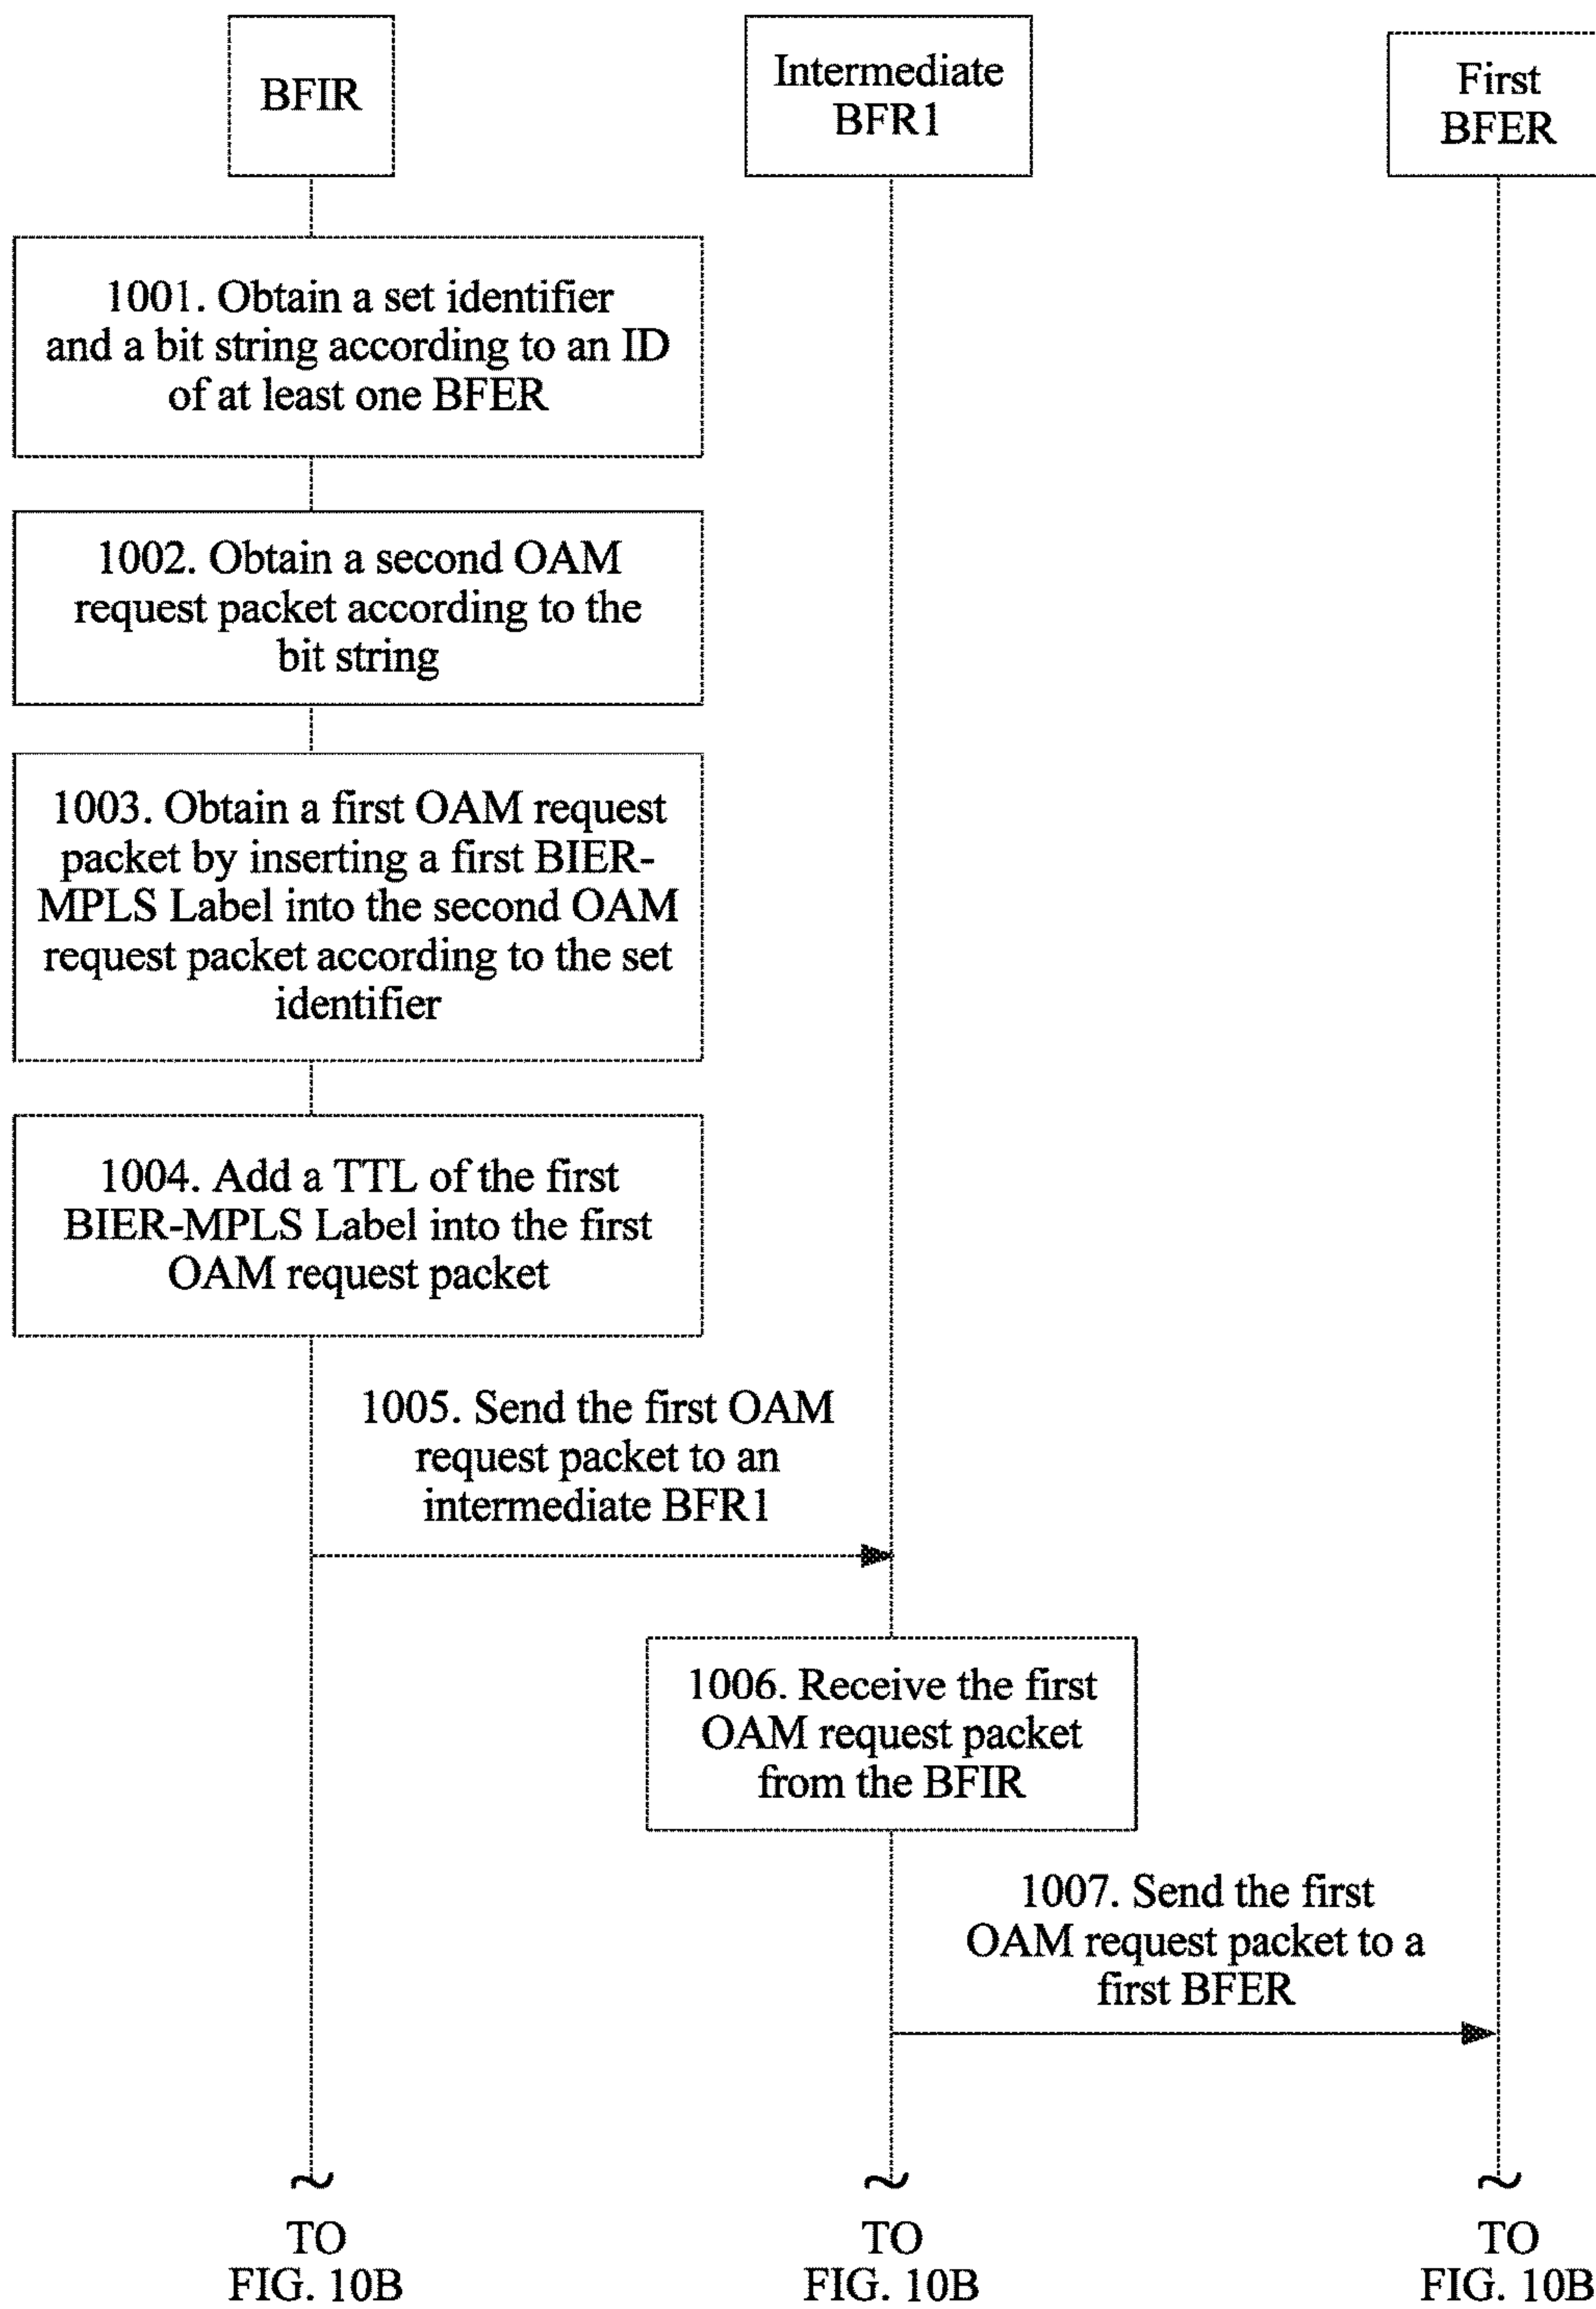 BFIR
Intermediate
BFR1
First
BFER
1001. Obtain a set identifier
and a bit string according to an ID
of at least one BFER
1002. Obtain a second OAM
request packet according to the
bit string
1003. Obtain a first OAM request
packet by inserting a first BIER-
MPLS Label into the second OAM
request packet according to the set
identifier
1004. Add a TTL of the first
BIER-MPLS Label into the first
OAM request packet
1005. Send the first OAM
request packet to an
intermediate BFR1
1006. Receive the first
OAM request packet
from the BFIR
1007. Send the first
OAM request packet to a
first BFER
TO
FIG. 10B
TO
FIG. 10B
TO
FIG. 10B